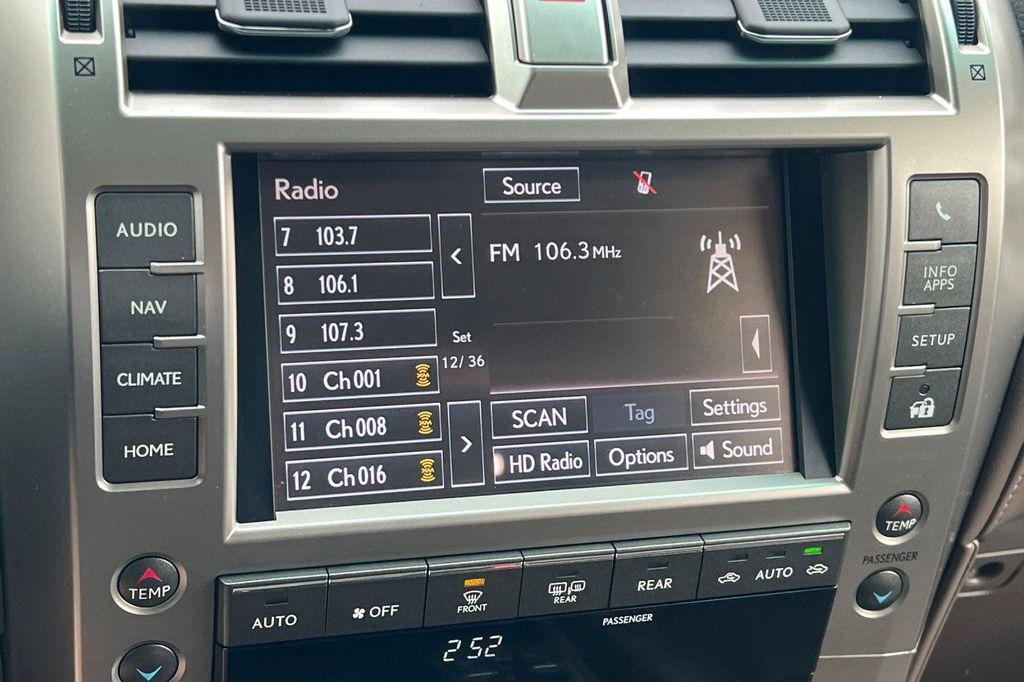 Radio
Source
7 103.7
8 106.1
9 107.3
10 Ch 001
11 Ch 008
12 Ch 016
Set
12/ 36
FM 106.3 MHz
SCAN
Tag
Settings
HD Radio
Options
Sound
AUDIO
NAV
CLIMATE
HOME
INFO
APPS
SETUP
TEMP
TEMP
PASSENGER
AUTO
OFF
FRONT
REAR
REAR
AUTO
PASSENGER
2:52